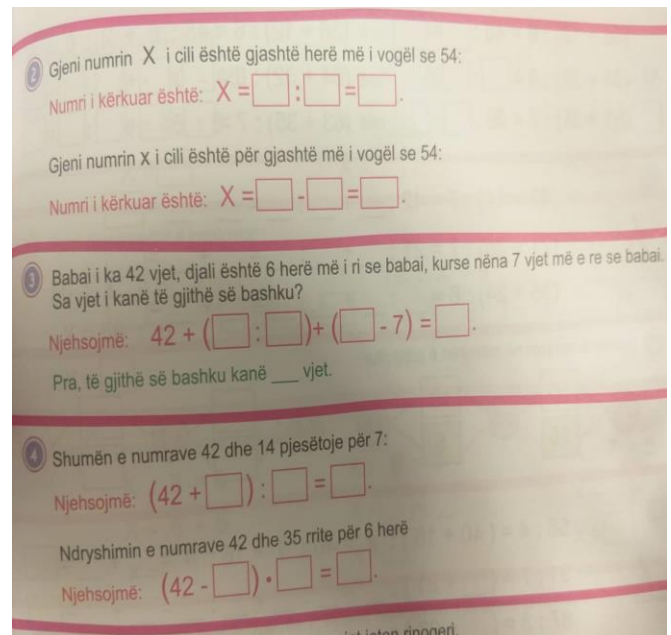 2 Gjeni numrin X i cili është gjashtë herë më i vogël se 54:
Numri i kërkuar është: X = □ : □ = □.
Gjeni numrin X i cili është për gjashtë më i vogël se 54:
Numri i kërkuar është: X = □ - □ = □.
3 Babai i ka 42 vjet, djali është 6 herë më i ri se babai, kurse nëna 7 vjet më e re se babai.
Sa vjet i kanë të gjithë së bashku?
Njehsojmë: 42 + (□ : □) + (□ - 7) = □.
Pra, të gjithë së bashku kanë ___ vjet.
4 Shumën e numrave 42 dhe 14 pjesëtoje për 7:
Njehsojmë: (42 + □) : □ = □.
Ndryshimin e numrave 42 dhe 35 rrite për 6 herë
Njehsojmë: (42 - □) • □ = □.